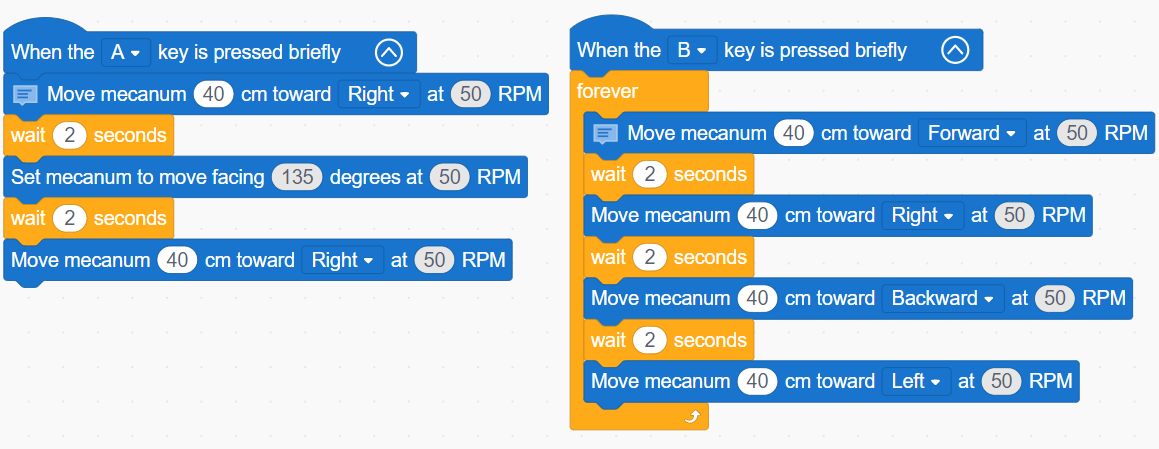 When the A key is pressed briefly
Move mecanum 40 cm toward Right at 50 RPM
wait 2 seconds
Set mecanum to move facing 135 degrees at 50 RPM
wait 2 seconds
Move mecanum 40 cm toward Right at 50 RPM
When the B key is pressed briefly
forever
Move mecanum 40 cm toward Forward at 50 RPM
wait 2 seconds
Move mecanum 40 cm toward Right at 50 RPM
wait 2 seconds
Move mecanum 40 cm toward Backward at 50 RPM
wait 2 seconds
Move mecanum 40 cm toward Left at 50 RPM